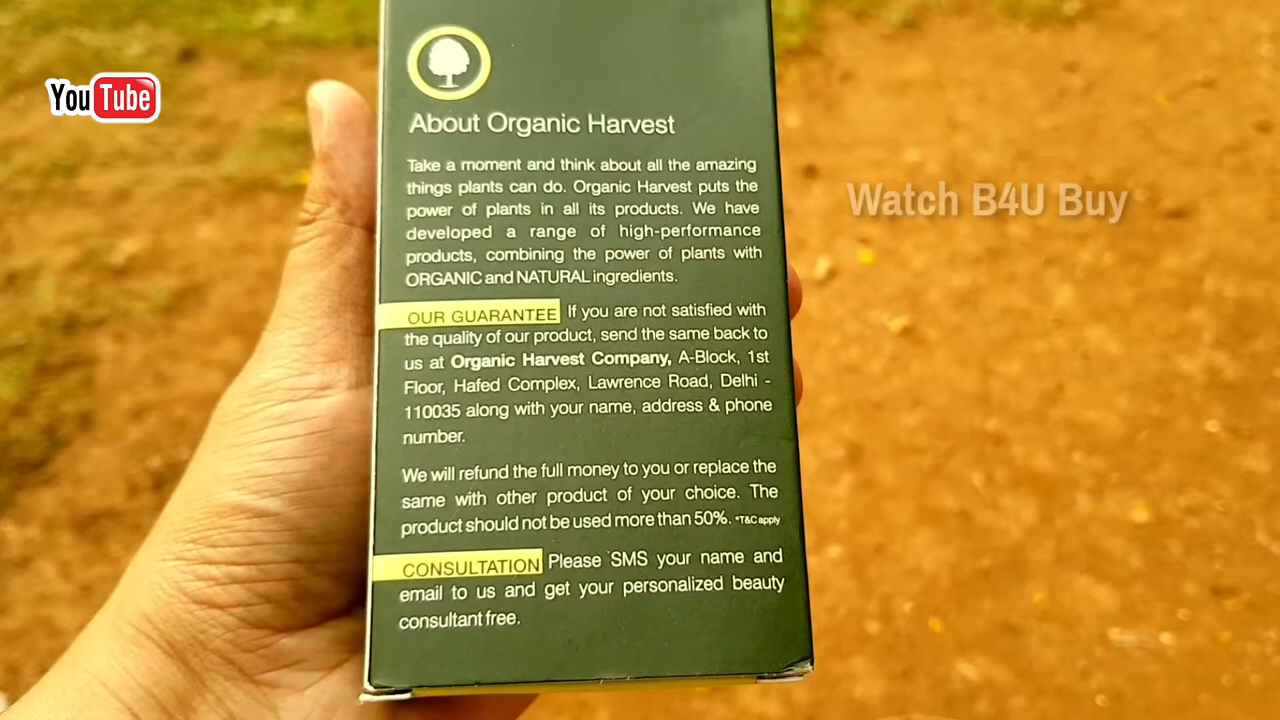 YouTube
Watch B4U Buy
About Organic Harvest
Take a moment and think about all the amazing
things plants can do. Organic Harvest puts the
power of plants in all its products. We have
developed a range of high-performance
products, combining the power of plants with
ORGANIC and NATURAL ingredients.
OUR GUARANTEE If you are not satisfied with
the quality of our product, send the same back to
us at Organic Harvest Company, A-Block, 1st
Floor, Hafed Complex, Lawrence Road, Delhi -
110035 along with your name, address & phone
number.
We will refund the full money to you or replace the
same with other product of your choice. The
product should not be used more than 50%. *T&C apply
CONSULTATION Please SMS your name and
email to us and get your personalized beauty
consultant free.